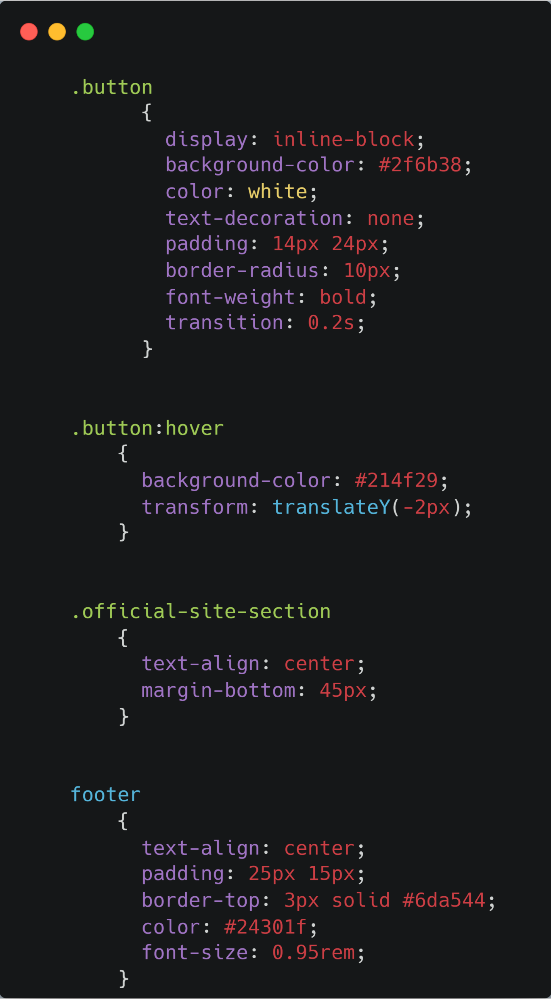 .button
{
display: inline-block;
background-color: #2f6b38;
color: white;
text-decoration: none;
padding: 14px 24px;
border-radius: 10px;
font-weight: bold;
transition: 0.2s;
}
.button:hover
{
background-color: #214f29;
transform: translateY(-2px);
}
.official-site-section
{
text-align: center;
margin-bottom: 45px;
}
footer
{
text-align: center;
padding: 25px 15px;
border-top: 3px solid #6da544;
color: #24301f;
font-size: 0.95rem;
}